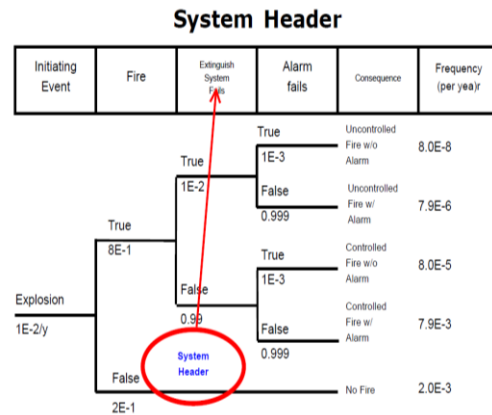 System Header
Initiating
Event
Fire
Extinguish
System
Fails
Alarm
fails
Consequence
Frequency
(per yea)r
True
1E-3
Uncontrolled
Fire w/o
Alarm
8.0E-8
True
1E-2
False
0.999
Uncontrolled
Fire w/
Alarm
7.9E-6
True
8E-1
True
1E-3
Controlled
Fire w/o
Alarm
8.0E-5
Explosion
1E-2/y
False
0.99
False
0.999
Controlled
Fire w/
Alarm
7.9E-3
System
Header
False
2E-1
No Fire
2.0E-3